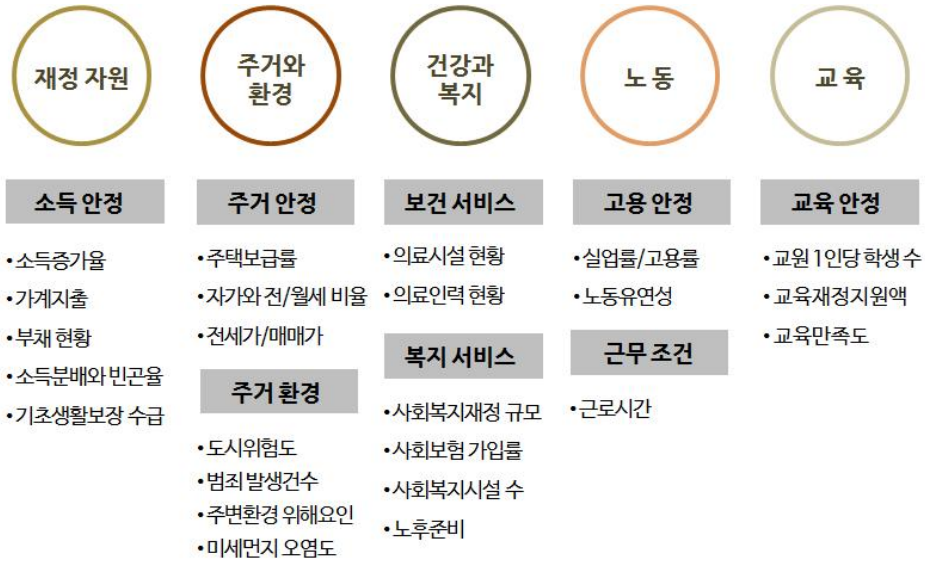 재정 자원
주거와
환경
건강과
복지
노 동
교 육
소득 안정
• 소득증가율
• 가계지출
• 부채 현황
• 소득분배와 빈곤율
• 기초생활보장 수급
주거 안정
• 주택보급률
• 자가와 전/월세 비율
• 전세가/매매가
주거 환경
• 도시위험도
• 범죄 발생건수
• 주변환경 위해요인
• 미세먼지 오염도
보건 서비스
• 의료시설 현황
• 의료인력 현황
복지 서비스
• 사회복지재정 규모
• 사회보험 가입률
• 사회복지시설 수
• 노후준비
고용 안정
• 실업률/고용률
• 노동유연성
근무 조건
• 근로시간
교육 안정
• 교원 1인당 학생 수
• 교육재정지원액
• 교육만족도